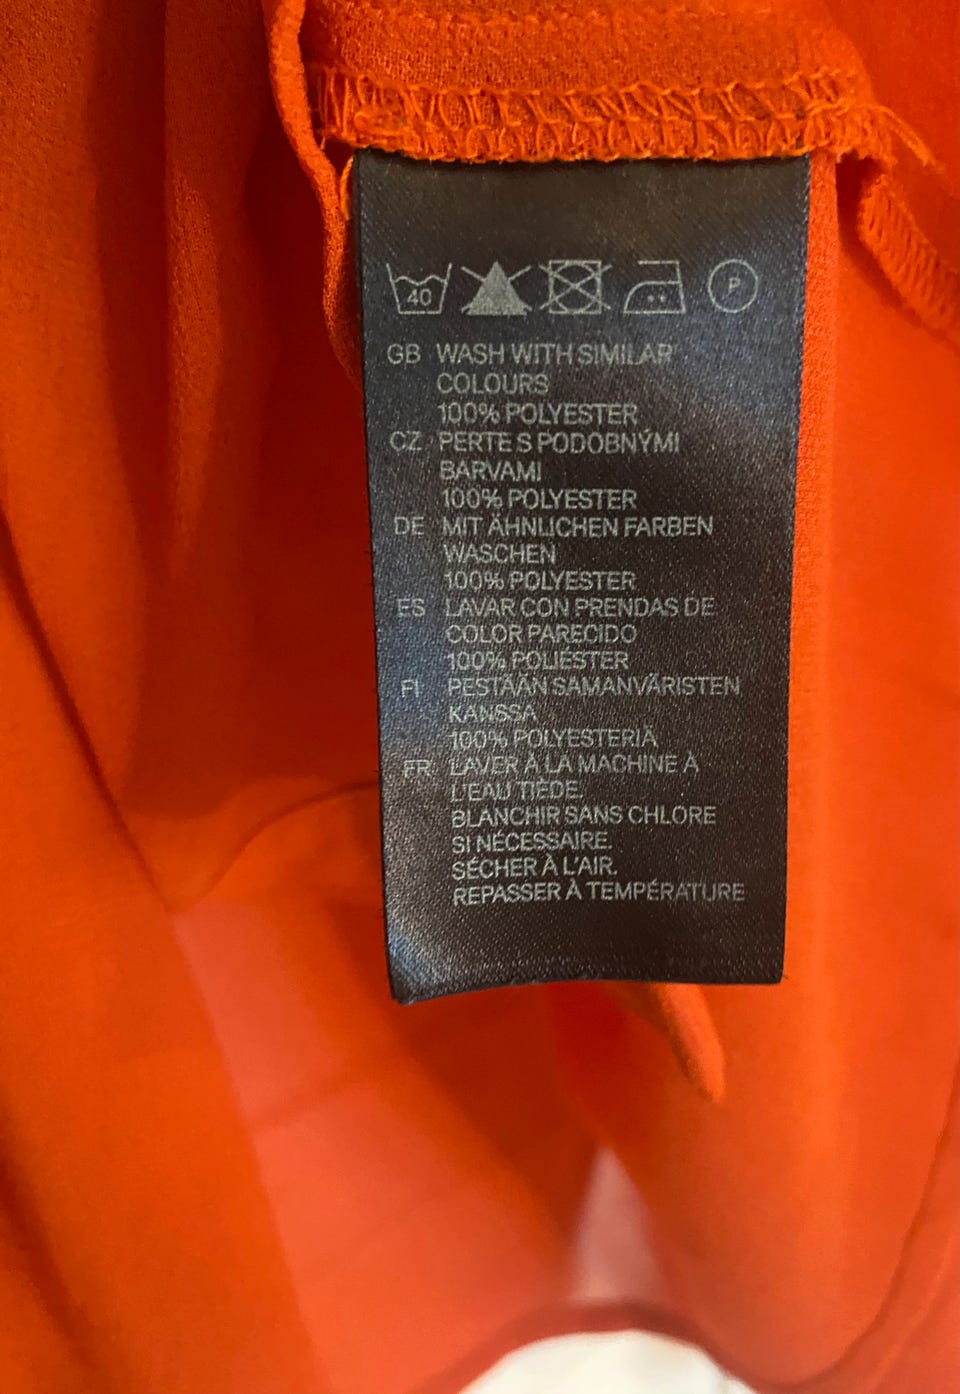 40 P
GB WASH WITH SIMILAR
COLOURS
100% POLYESTER
CZ PERTE S PODOBNÝMI
BARVAMI
100% POLYESTER
DE MIT ÄHNLICHEN FARBEN
WASCHEN
100% POLYESTER
ES LAVAR CON PRENDAS DE
COLOR PARECIDO
100% POLIÉSTER
FI PESTÄÄN SAMANVÄRISTEN
KANSSA
100% POLYESTERIÄ
FR LAVER À LA MACHINE À
L'EAU TIÈDE.
BLANCHIR SANS CHLORE
SI NÉCESSAIRE.
SÉCHER À L'AIR.
REPASSER À TEMPÉRATURE